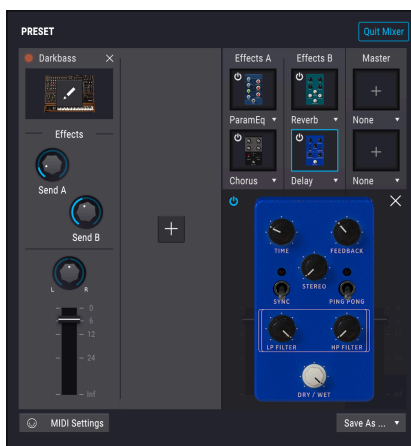 PRESET
Quit Mixer
Darkbass
Effects A
Effects B
Master
ParamEq
Reverb
None
Effects
Chorus
Delay
None
Send A
Send B
TIME
FEEDBACK
STEREO
SYNC
PING PONG
L
R
0
6
12
24
Inf
LP FILTER
HP FILTER
DRY / WET
MIDI Settings
Save As ...